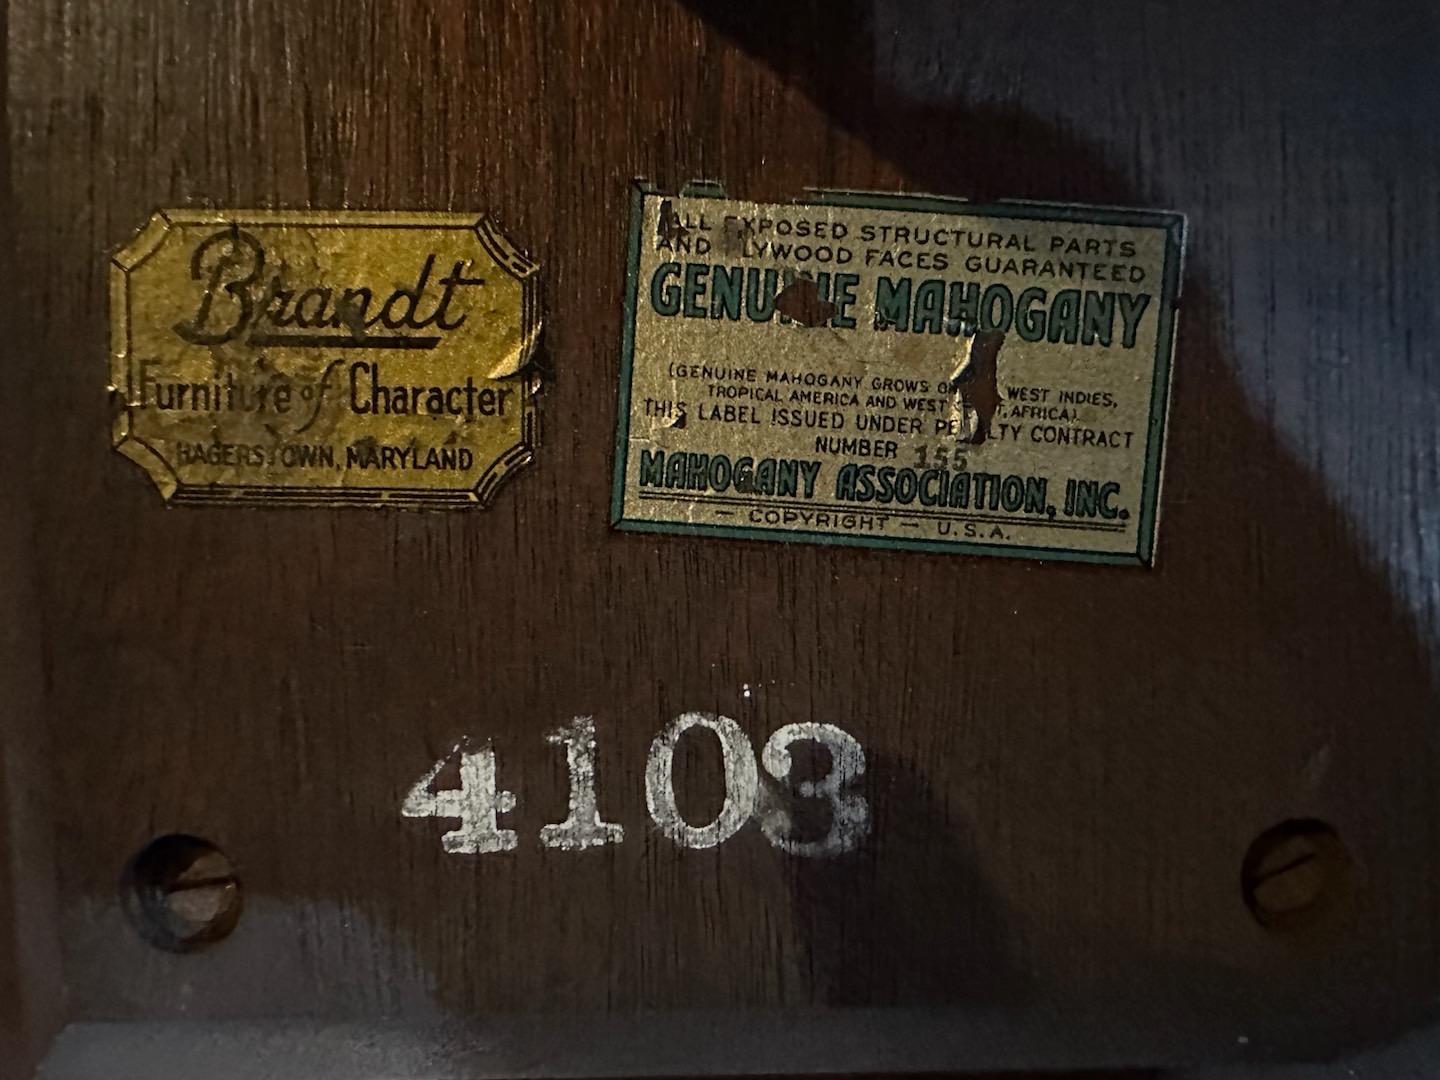 Brandt
Furniture of Character
HAGERSTOWN, MARYLAND
ALL EXPOSED STRUCTURAL PARTS
AND PLYWOOD FACES GUARANTEED
GENUINE MAHOGANY
(GENUINE MAHOGANY GROWS WEST INDIES,
TROPICAL AMERICA AND WEST AFRICA).
THIS LABEL ISSUED UNDER PENALTY CONTRACT
NUMBER 155
MAHOGANY ASSOCIATION, INC.
— COPYRIGHT — U.S.A.
4103